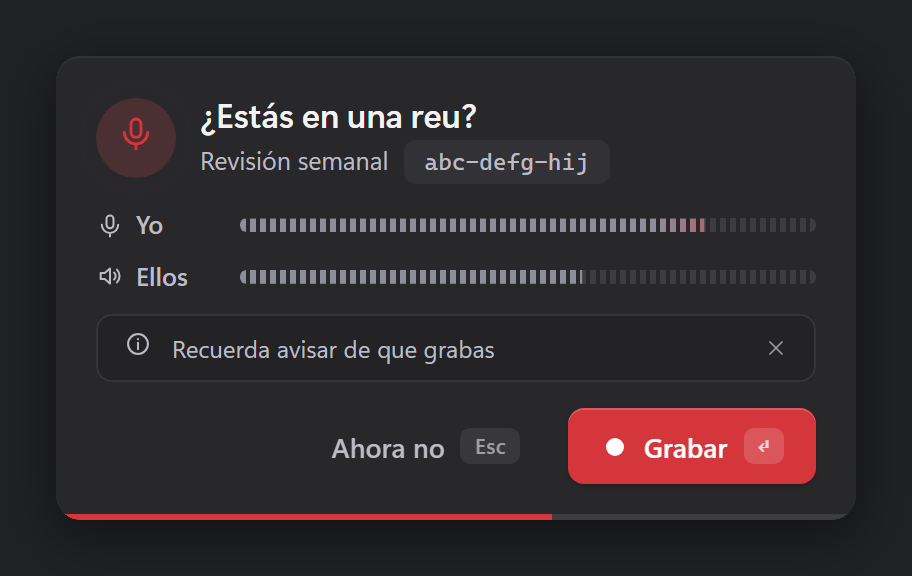 ¿Estás en una reu?
Revisión semanal abc-defg-hij
Yo
Ellos
Recuerda avisar de que grabas
Ahora no Esc Grabar ↵